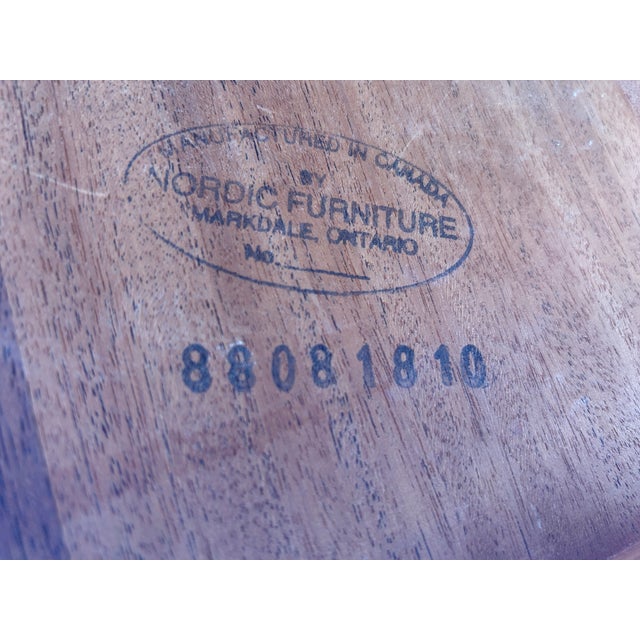 MANUFACTURED IN CANADA
BY
NORDIC FURNITURE
MARKDALE, ONTARIO
No.
88081810